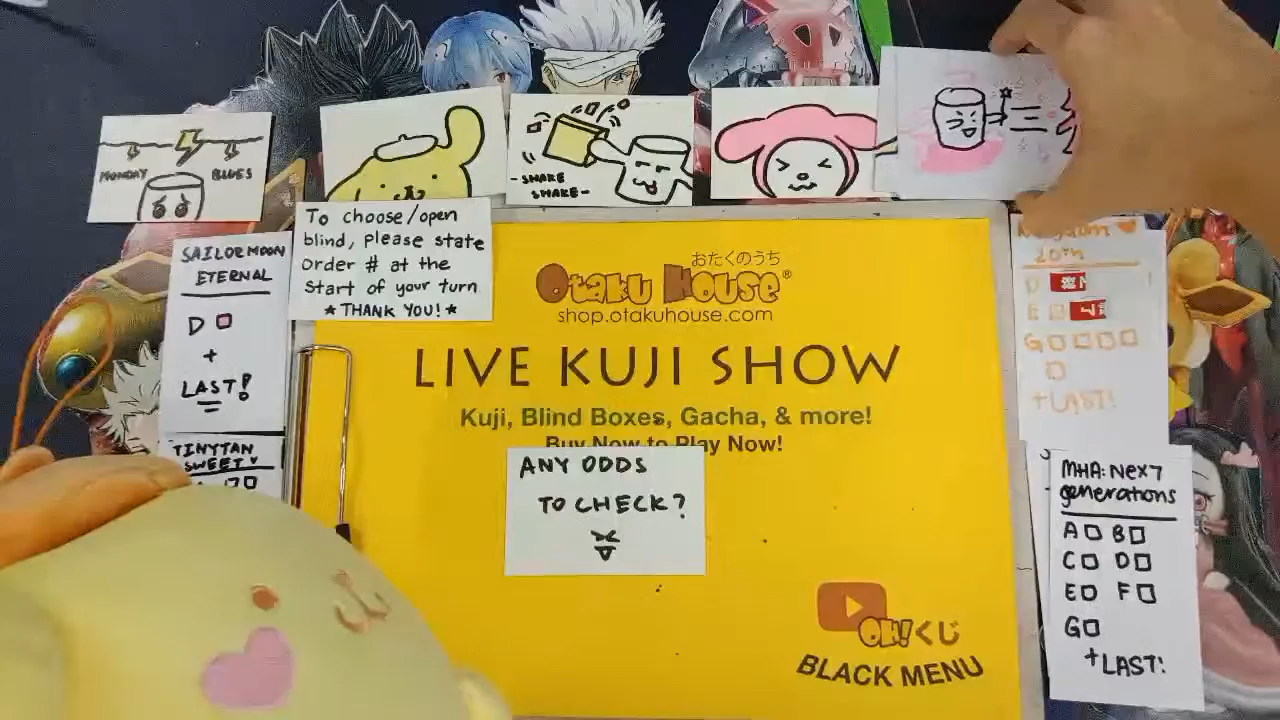 MONDAY BLUES
-SHAKE
SHAKE-
SAILORMOON
ETERNAL
D
+
LAST!
TINYTAN
SWEET
To choose/open
blind, please state
order # at the
start of your turn
★THANK YOU!★
おたくのうち
Otaku House®
shop.otakuhouse.com
LIVE KUJI SHOW
Kuji, Blind Boxes, Gacha, & more!
Buy Now to Play Now!
ANY ODDS
TO CHECK?
Oh!くじ
BLACK MENU
D
E
G
+LAST!
MHA: NEXT
generations
A B
C D
E F
G
+LAST!